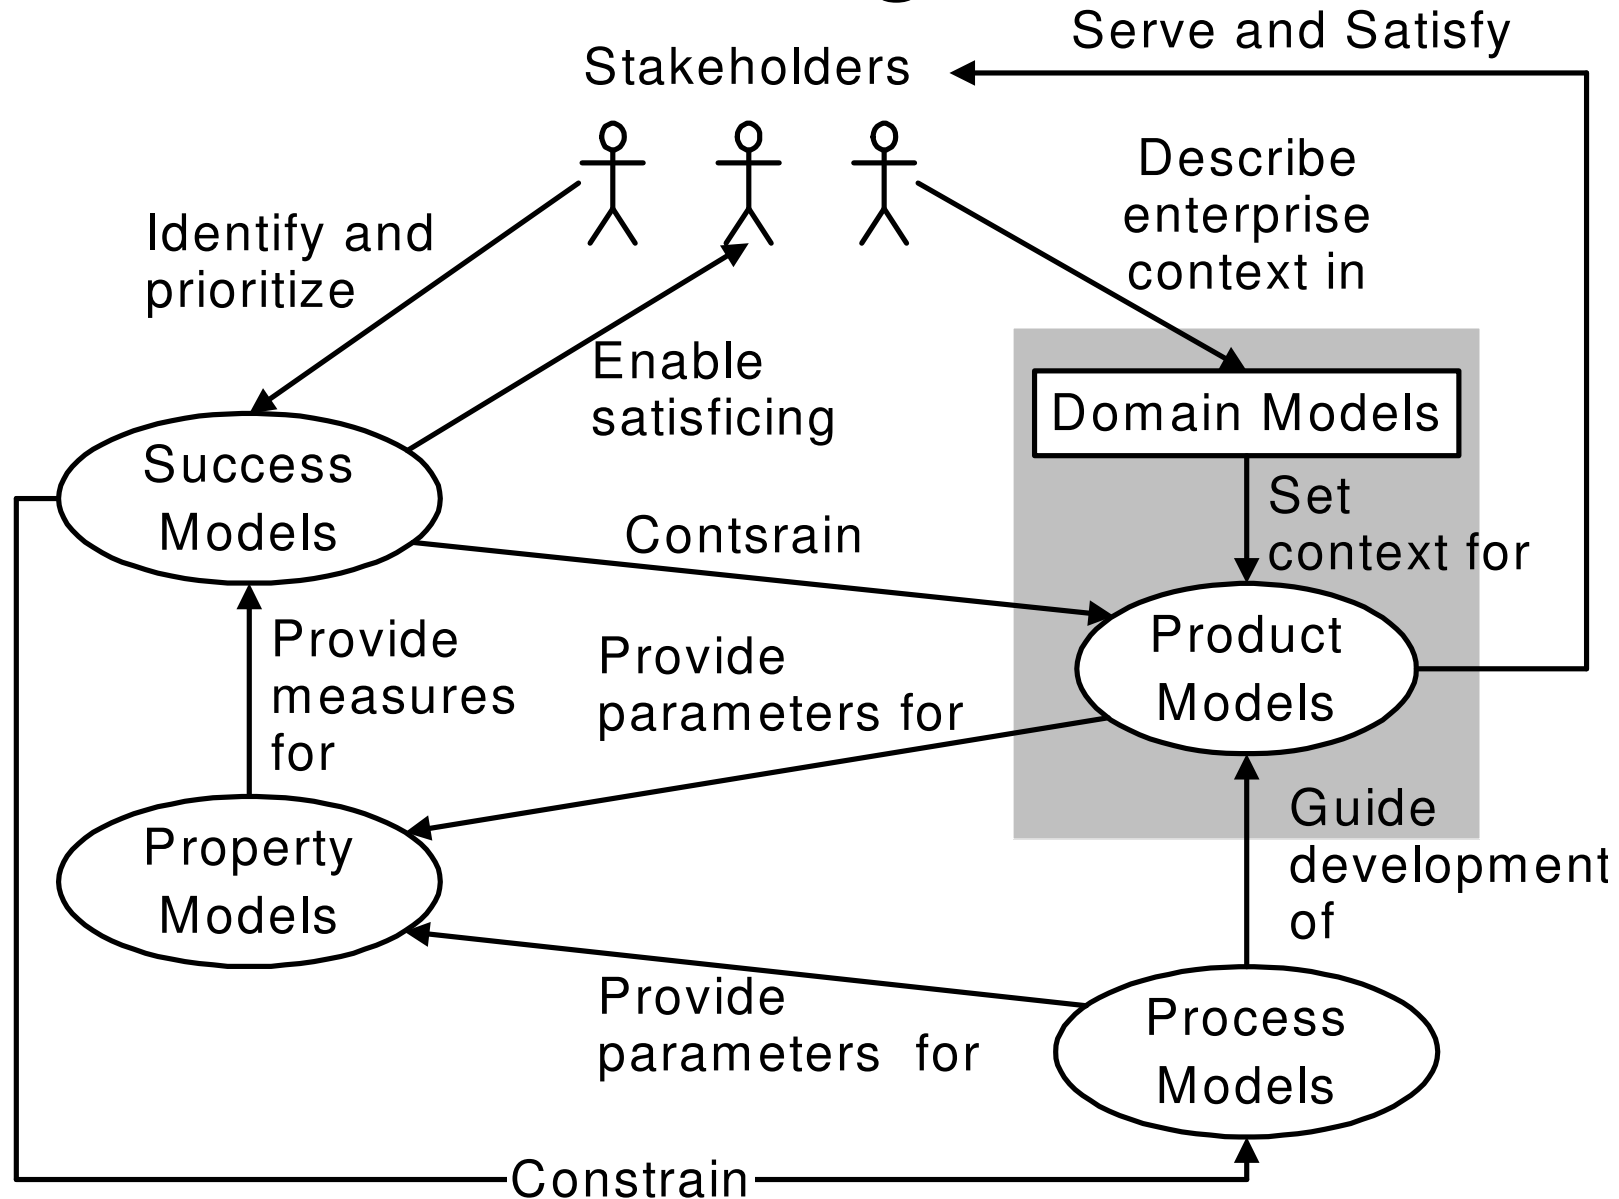 Serve and Satisfy
Stakeholders
Describe
enterprise
context in
Identify and
prioritize
Enable
satisficing
Domain Models
Success
Models
Set
context for
Contsrain
Product
Models
Provide
measures
for
Provide
parameters for
Guide
development
of
Property
Models
Provide
parameters for
Process
Models
Constrain